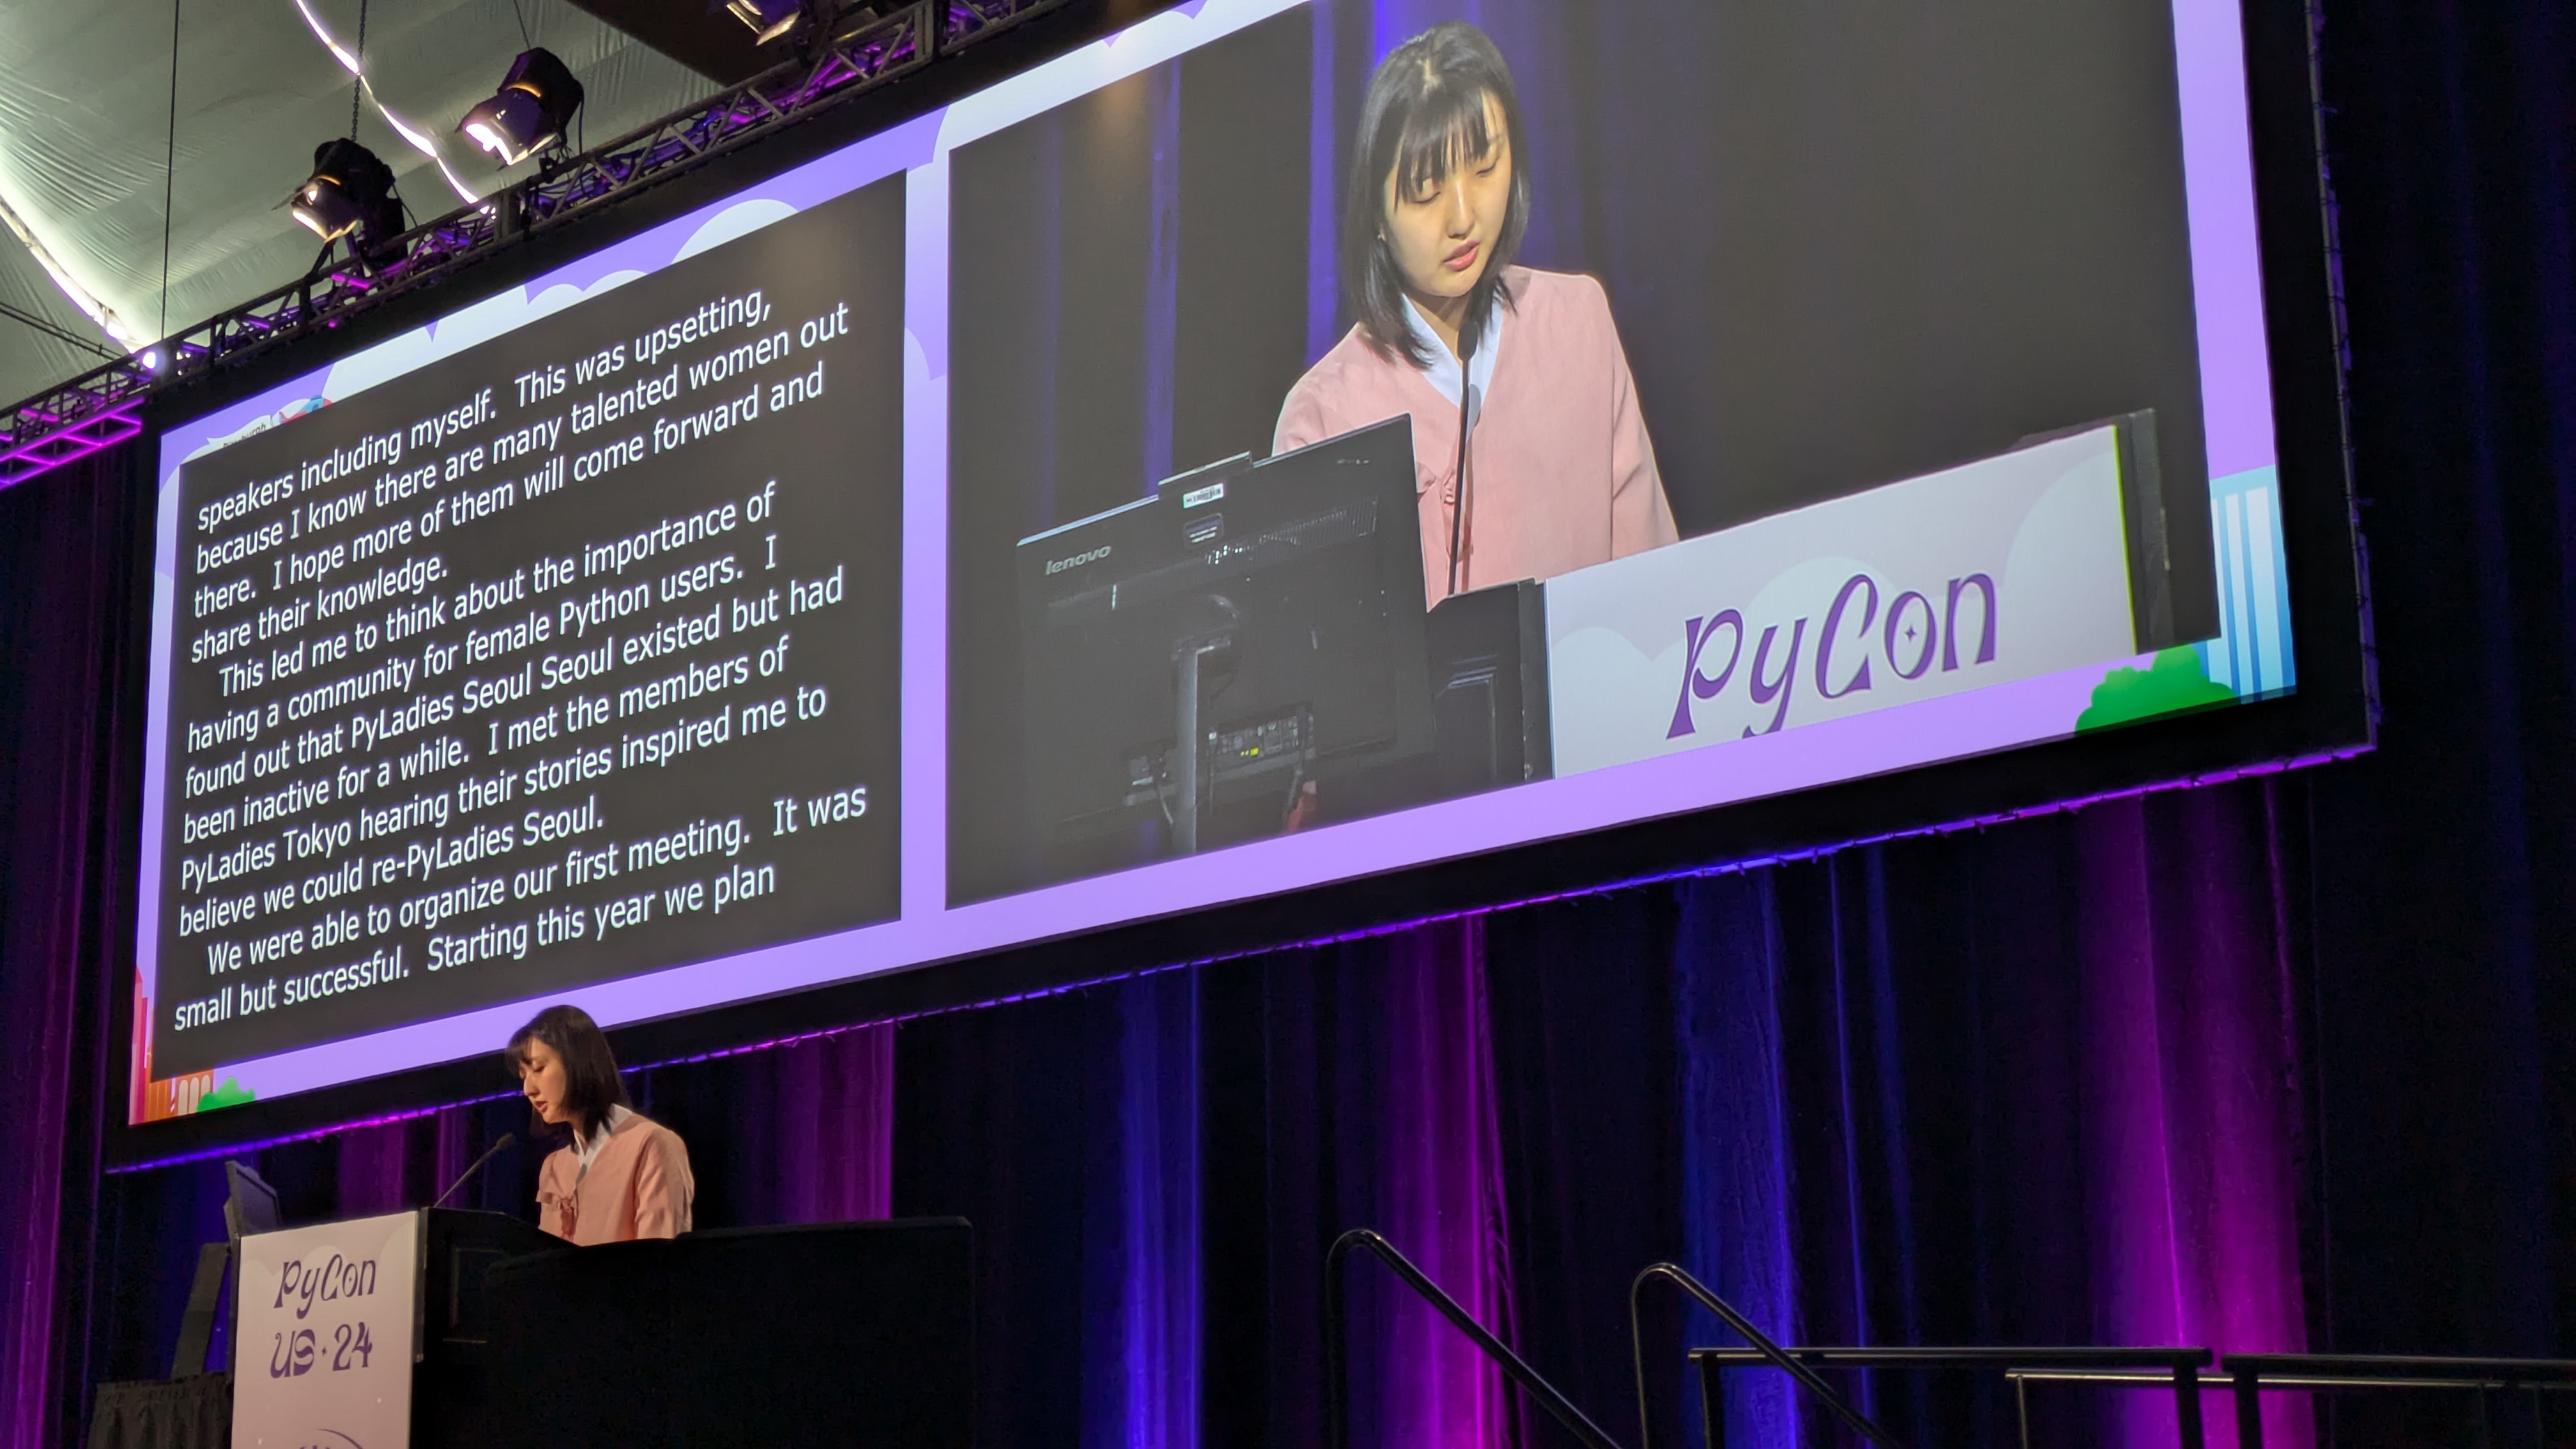 speakers including myself.  This was upsetting,
because I know there are many talented women out
there.  I hope more of them will come forward and
share their knowledge.
This led me to think about the importance of
having a community for female Python users.  I
found out that PyLadies Seoul Seoul existed but had
been inactive for a while.  I met the members of
PyLadies Tokyo hearing their stories inspired me to
believe we could re-PyLadies Seoul.
We were able to organize our first meeting.  It was
small but successful.  Starting this year we plan
lenovo
PyCon
PyCon
US·24